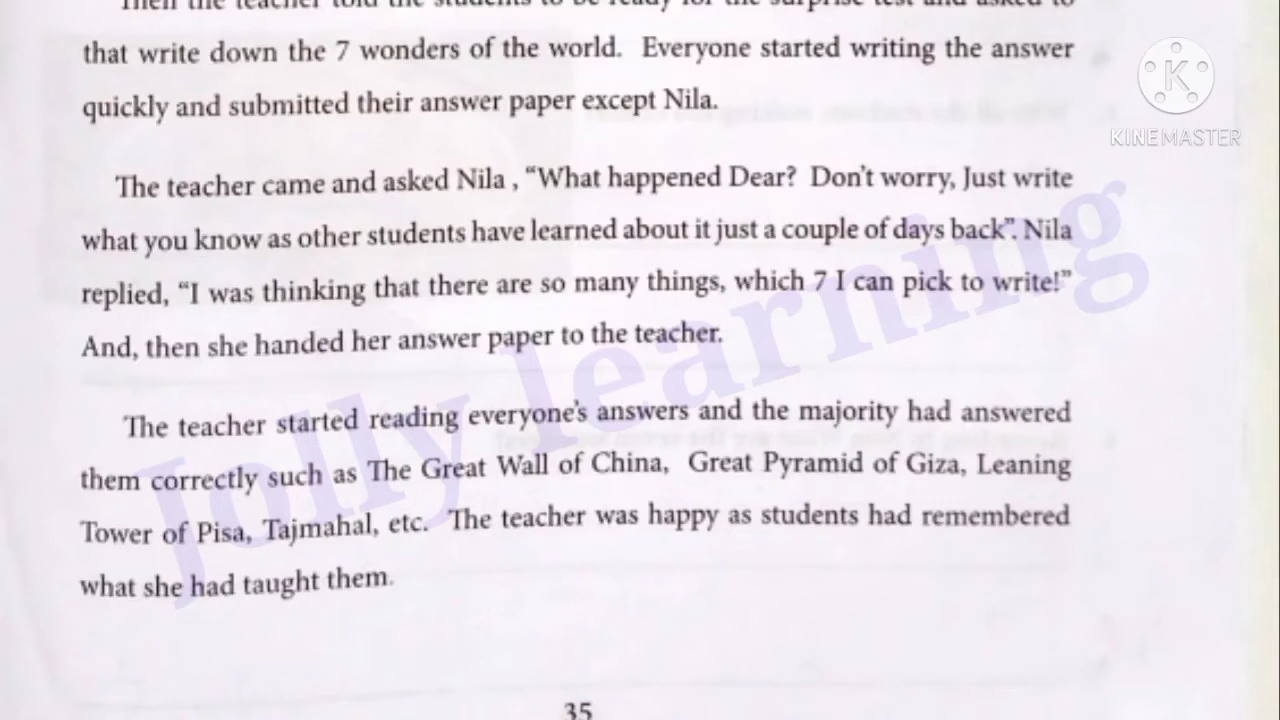 Then the teacher told the students to be ready for the surprise test and asked to
that write down the 7 wonders of the world. Everyone started writing the answer
quickly and submitted their answer paper except Nila.
The teacher came and asked Nila , “What happened Dear? Don’t worry, Just write
what you know as other students have learned about it just a couple of days back”. Nila
replied, “I was thinking that there are so many things, which 7 I can pick to write!”
And, then she handed her answer paper to the teacher.
The teacher started reading everyone’s answers and the majority had answered
them correctly such as The Great Wall of China, Great Pyramid of Giza, Leaning
Tower of Pisa, Tajmahal, etc. The teacher was happy as students had remembered
what she had taught them.
35
Jolly learning
K
KINEMASTER